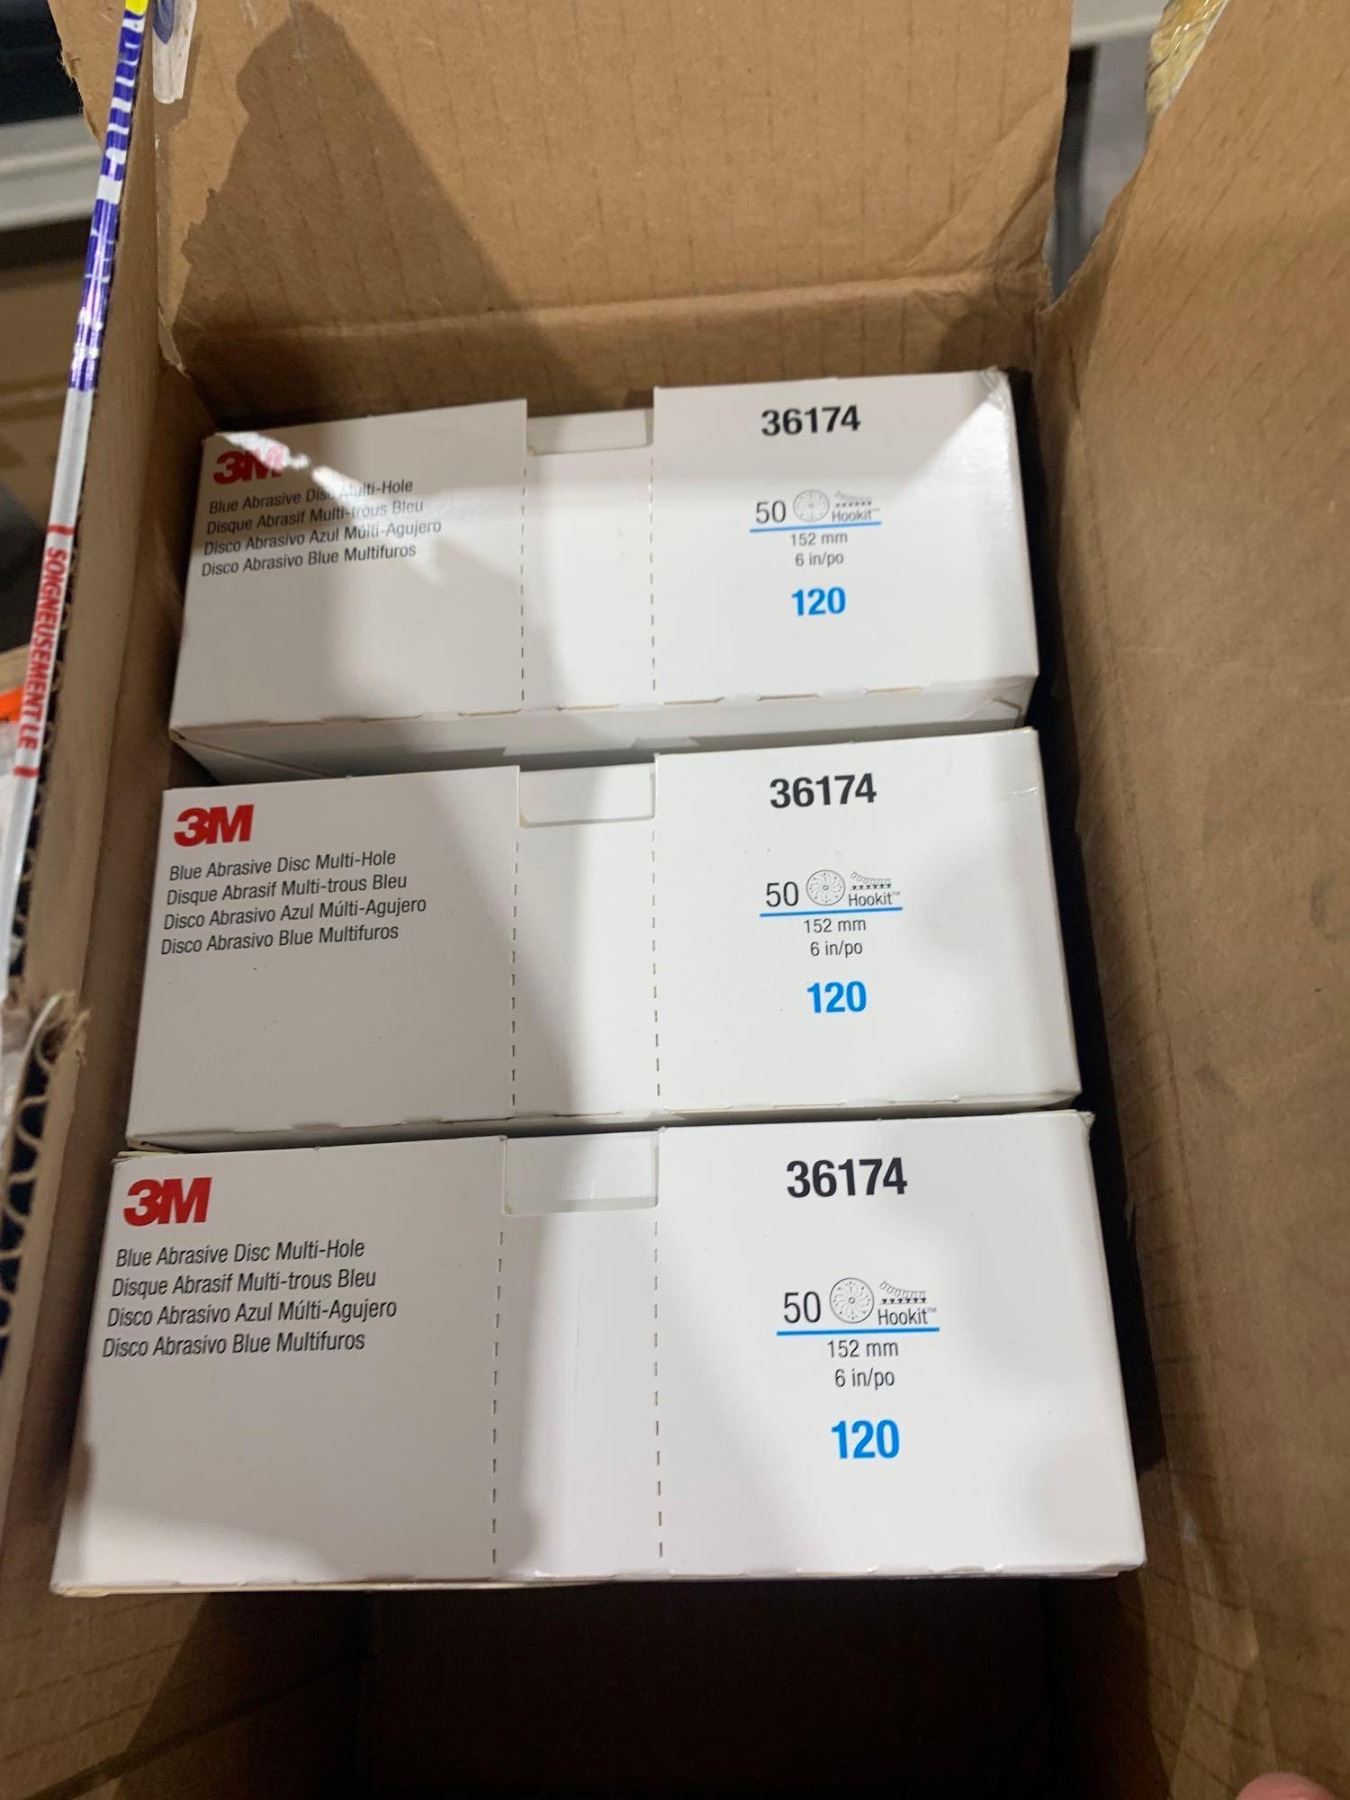 SOIGNEUSEMENT LE
3M
Blue Abrasive Disc Multi-Hole
Disque Abrasif Multi-trous Bleu
Disco Abrasivo Azul Múlti-Agujero
Disco Abrasivo Blue Multifuros
36174
50 Hookit™
152 mm
6 in/po
120
3M
Blue Abrasive Disc Multi-Hole
Disque Abrasif Multi-trous Bleu
Disco Abrasivo Azul Múlti-Agujero
Disco Abrasivo Blue Multifuros
36174
50 Hookit™
152 mm
6 in/po
120
3M
Blue Abrasive Disc Multi-Hole
Disque Abrasif Multi-trous Bleu
Disco Abrasivo Azul Múlti-Agujero
Disco Abrasivo Blue Multifuros
36174
50 Hookit™
152 mm
6 in/po
120